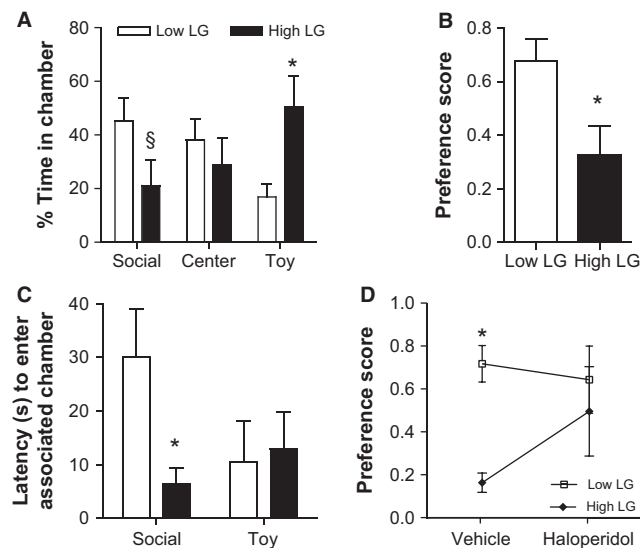 A
Low LG
High LG
% Time in chamber
80
60
40
20
0
§
*
Social
Center
Toy
B
Preference score
0.8
0.6
0.4
0.2
0.0
*
Low LG
High LG
C
Latency (s) to enter
associated chamber
40
30
20
10
0
*
Social
Toy
D
Preference score
1.0
0.8
0.6
0.4
0.2
0.0
*
Low LG
High LG
Vehicle
Haloperidol